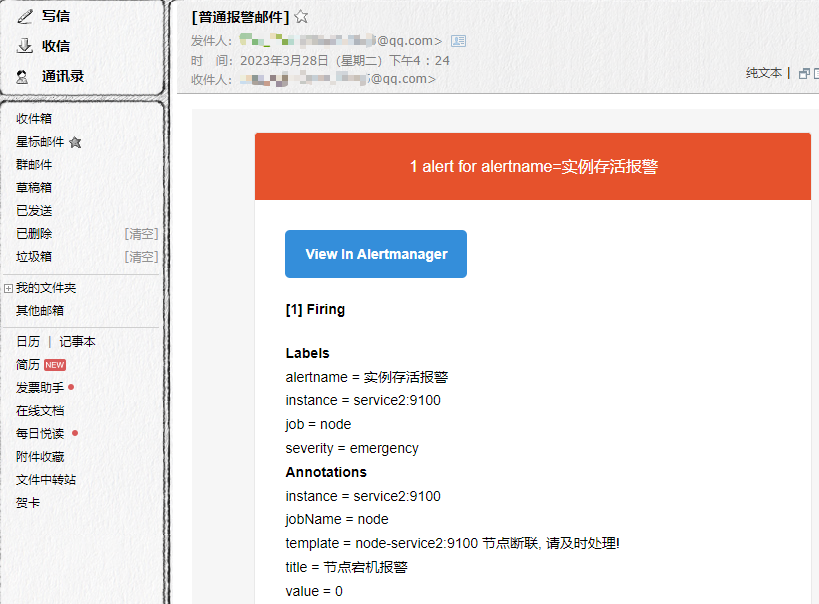 写信
收信
通讯录
收件箱
星标邮件
群邮件
草稿箱
已发送
已删除 [清空]
垃圾箱 [清空]
我的文件夹
其他邮箱
日历 | 记事本
简历 NEW
发票助手
在线文档
每日悦读
附件收藏
文件中转站
贺卡
[普通报警邮件]
发件人： @qq.com>
时 间： 2023年3月28日（星期二）下午4：24
收件人： @qq.com>
纯文本 |
1 alert for alertname=实例存活报警
View In Alertmanager
[1] Firing
Labels
alertname = 实例存活报警
instance = service2:9100
job = node
severity = emergency
Annotations
instance = service2:9100
jobName = node
template = node-service2:9100 节点断联, 请及时处理!
title = 节点宕机报警
value = 0